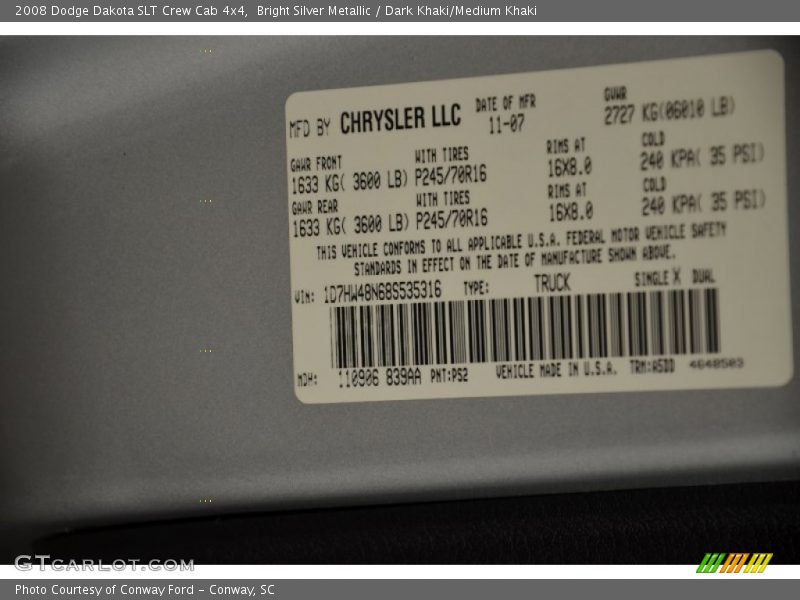 2008 Dodge Dakota SLT Crew Cab 4x4,  Bright Silver Metallic / Dark Khaki/Medium Khaki
MFD BY CHRYSLER LLC DATE OF MFR GVWR
11-07 2727 KG(06010 LB)
GAWR FRONT WITH TIRES RIMS AT COLD
1633 KG( 3600 LB) P245/70R16 16X8.0 240 KPA( 35 PSI)
GAWR REAR WITH TIRES RIMS AT COLD
1633 KG( 3600 LB) P245/70R16 16X8.0 240 KPA( 35 PSI)
THIS VEHICLE CONFORMS TO ALL APPLICABLE U.S.A. FEDERAL MOTOR VEHICLE SAFETY
STANDARDS IN EFFECT ON THE DATE OF MANUFACTURE SHOWN ABOVE.
VIN: 1D7HW48N68S535316 TYPE: TRUCK SINGLE X DUAL
MDH: 110906 839AA PNT:PS2 VEHICLE MADE IN U.S.A. TRM:A5DD 4648503
GTCARLOT.COM
Photo Courtesy of Conway Ford - Conway, SC